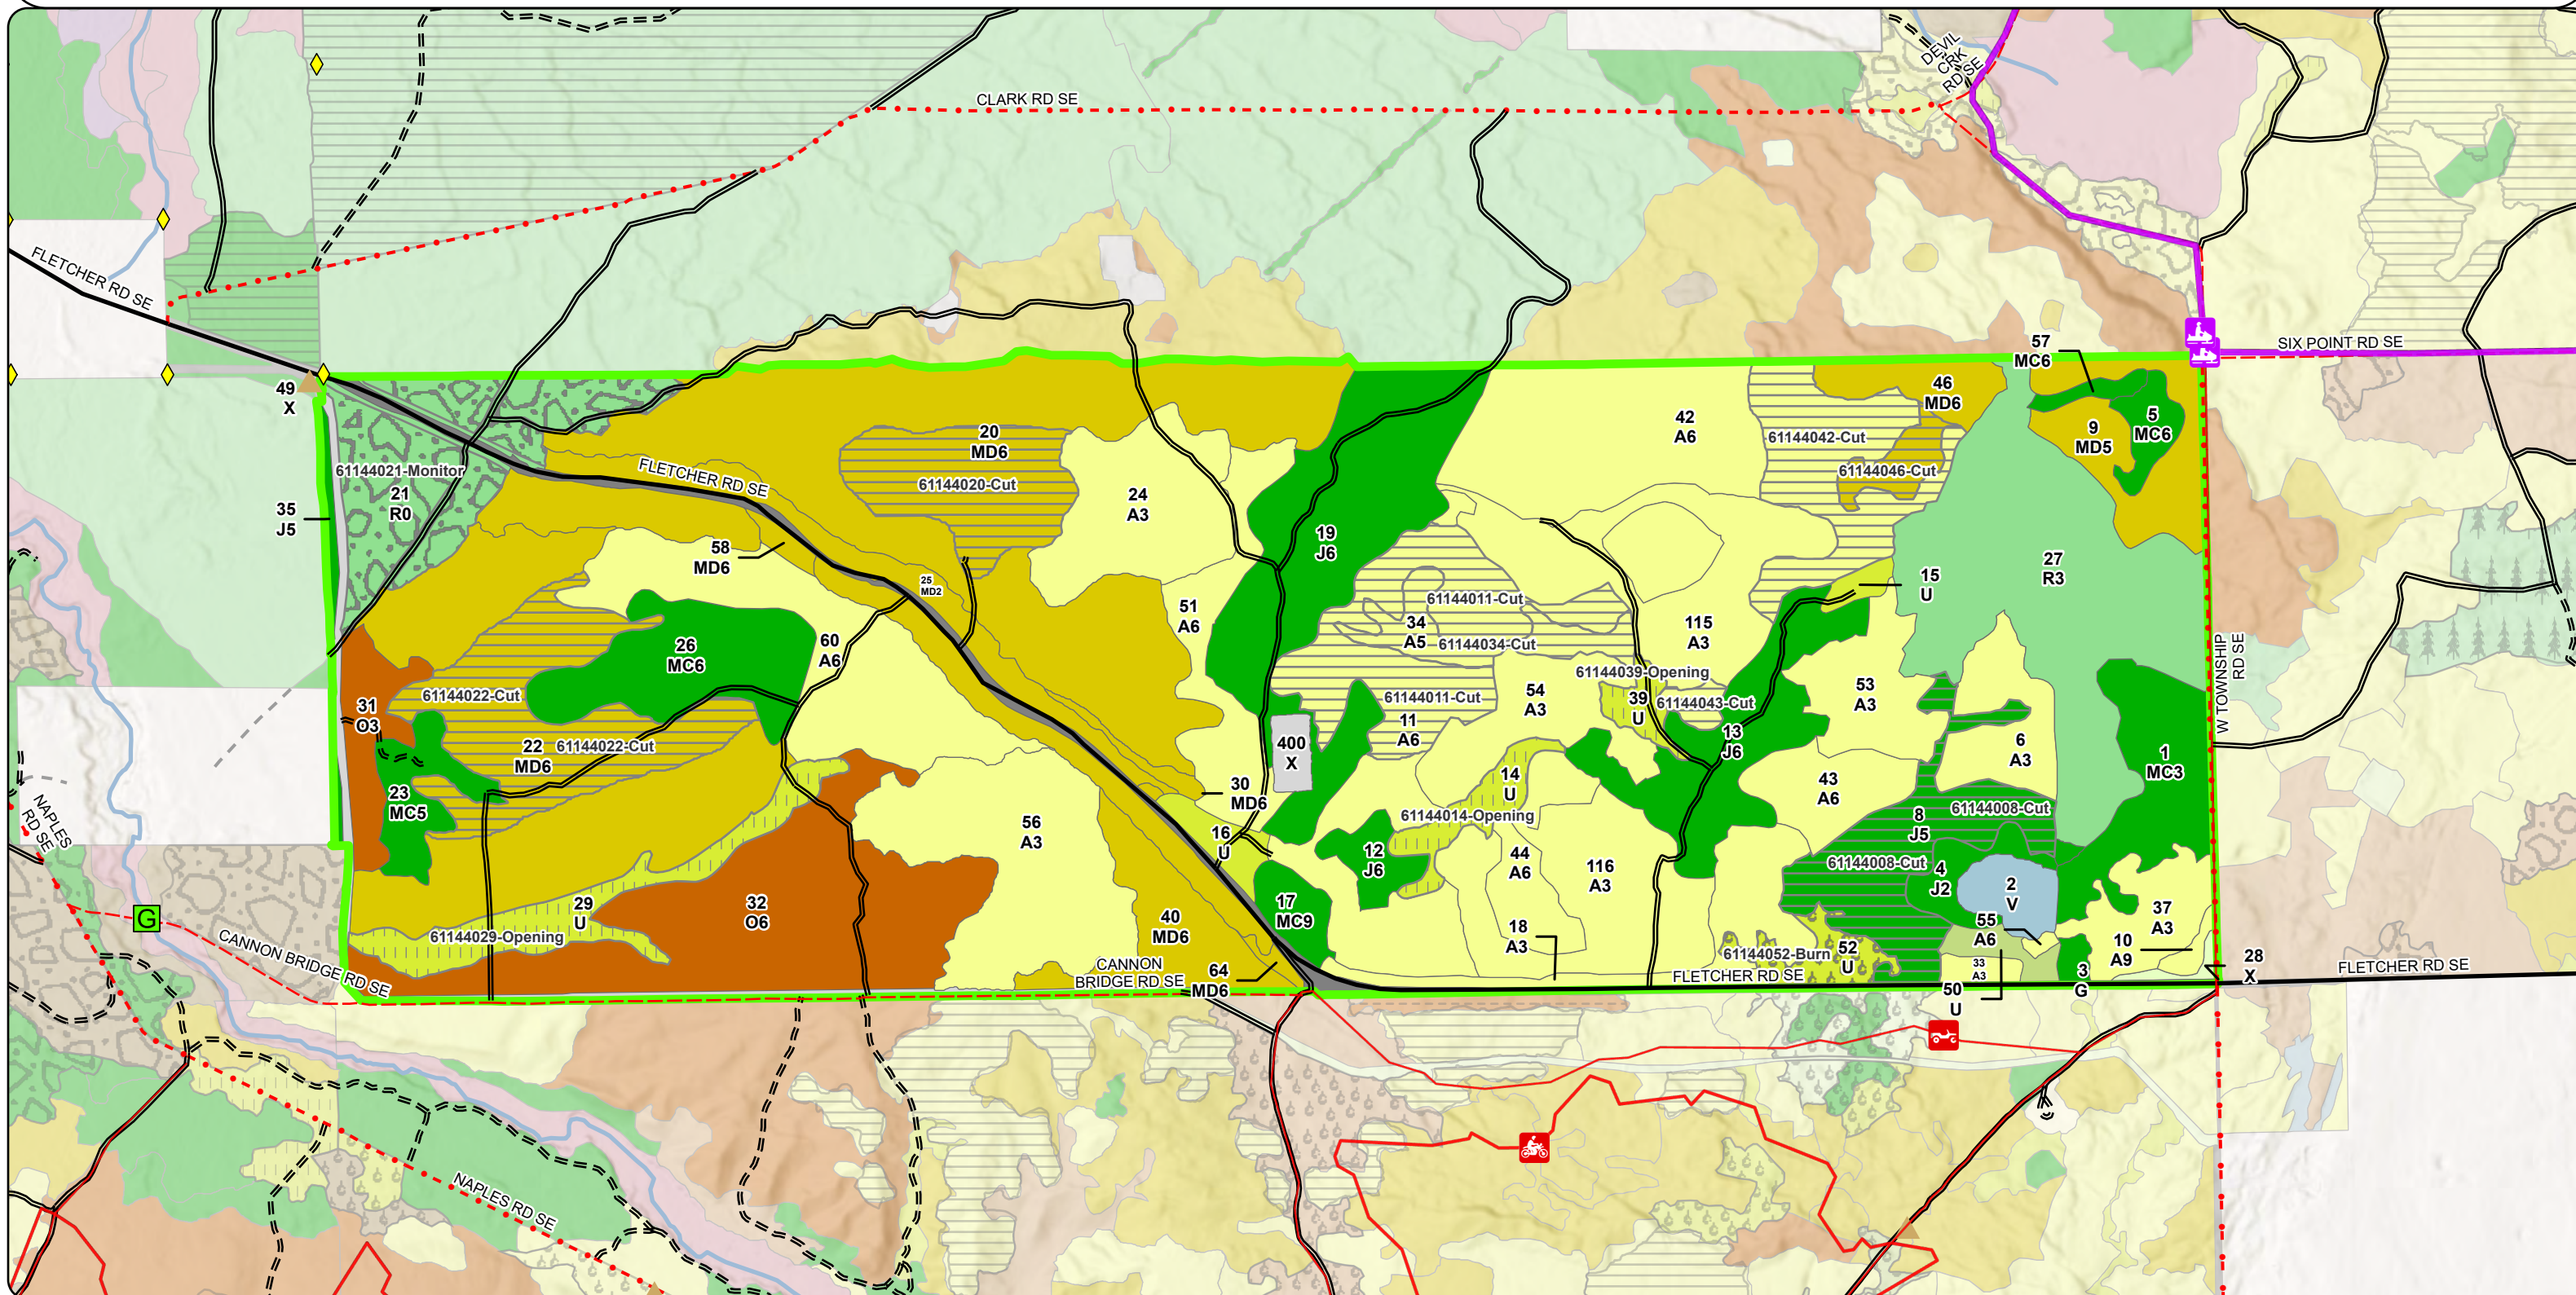 DEVIL
CRK
RD SE
CLARK RD SE
FLETCHER RD SE
SIX POINT RD SE
57
MC6
49
X
46
MD6
42
A6
5
MC6
9
MD5
61144042-Cut
20
MD6
61144020-Cut
61144021-Monitor
21
R0
FLETCHER RD SE
61144046-Cut
24
A3
35
J5
19
J6
58
MD6
27
R3
25
MD2
15
U
51
A6
61144011-Cut
34
A5
61144034-Cut
115
A3
26
MC6
60
A6
W TOWNSHIP
RD SE
61144022-Cut
61144039-Opening
54
A3
53
A3
61144011-Cut
39
U
61144043-Cut
31
O3
11
A6
13
J6
22
MD6
61144022-Cut
400
X
6
A3
1
MC3
23
MC5
14
U
43
A6
30
MD6
61144008-Cut
61144014-Opening
8
J5
NAPLES
RD SE
56
A3
16
U
12
J6
44
A6
116
A3
61144008-Cut
4
J2
2
V
32
O6
29
U
61144029-Opening
17
MC9
40
MD6
18
A3
55
A6
37
A3
10
A9
G
CANNON BRIDGE RD SE
61144052-Burn
52
U
33
A3
28
X
CANNON
BRIDGE RD SE
64
MD6
FLETCHER RD SE
FLETCHER RD SE
50
U
3
G
NAPLES RD SE